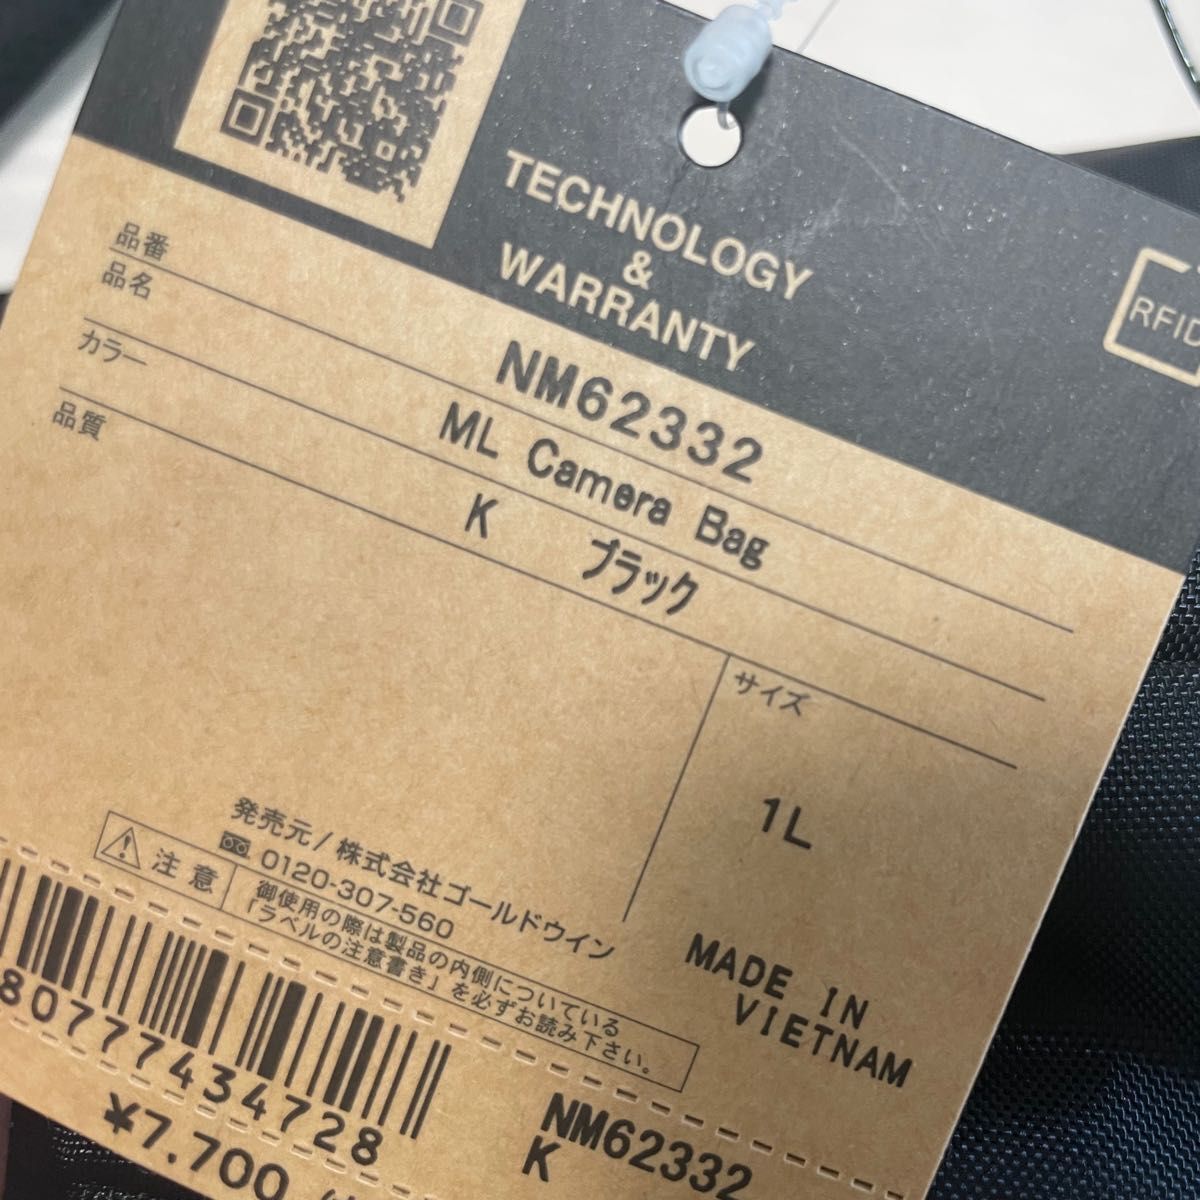 TECHNOLOGY
&
WARRANTY
RFID
品番
NM62332
品名
ML Camera Bag
カラー
K ブラック
品質
サイズ
1L
発売元/株式会社ゴールドウイン
0120-307-560
注意
御使用の際は製品の内側についている
「ラベルの注意書き」を必ずお読み下さい。
MADE IN
VIETNAM
80777434728
¥7,700
NM62332
K